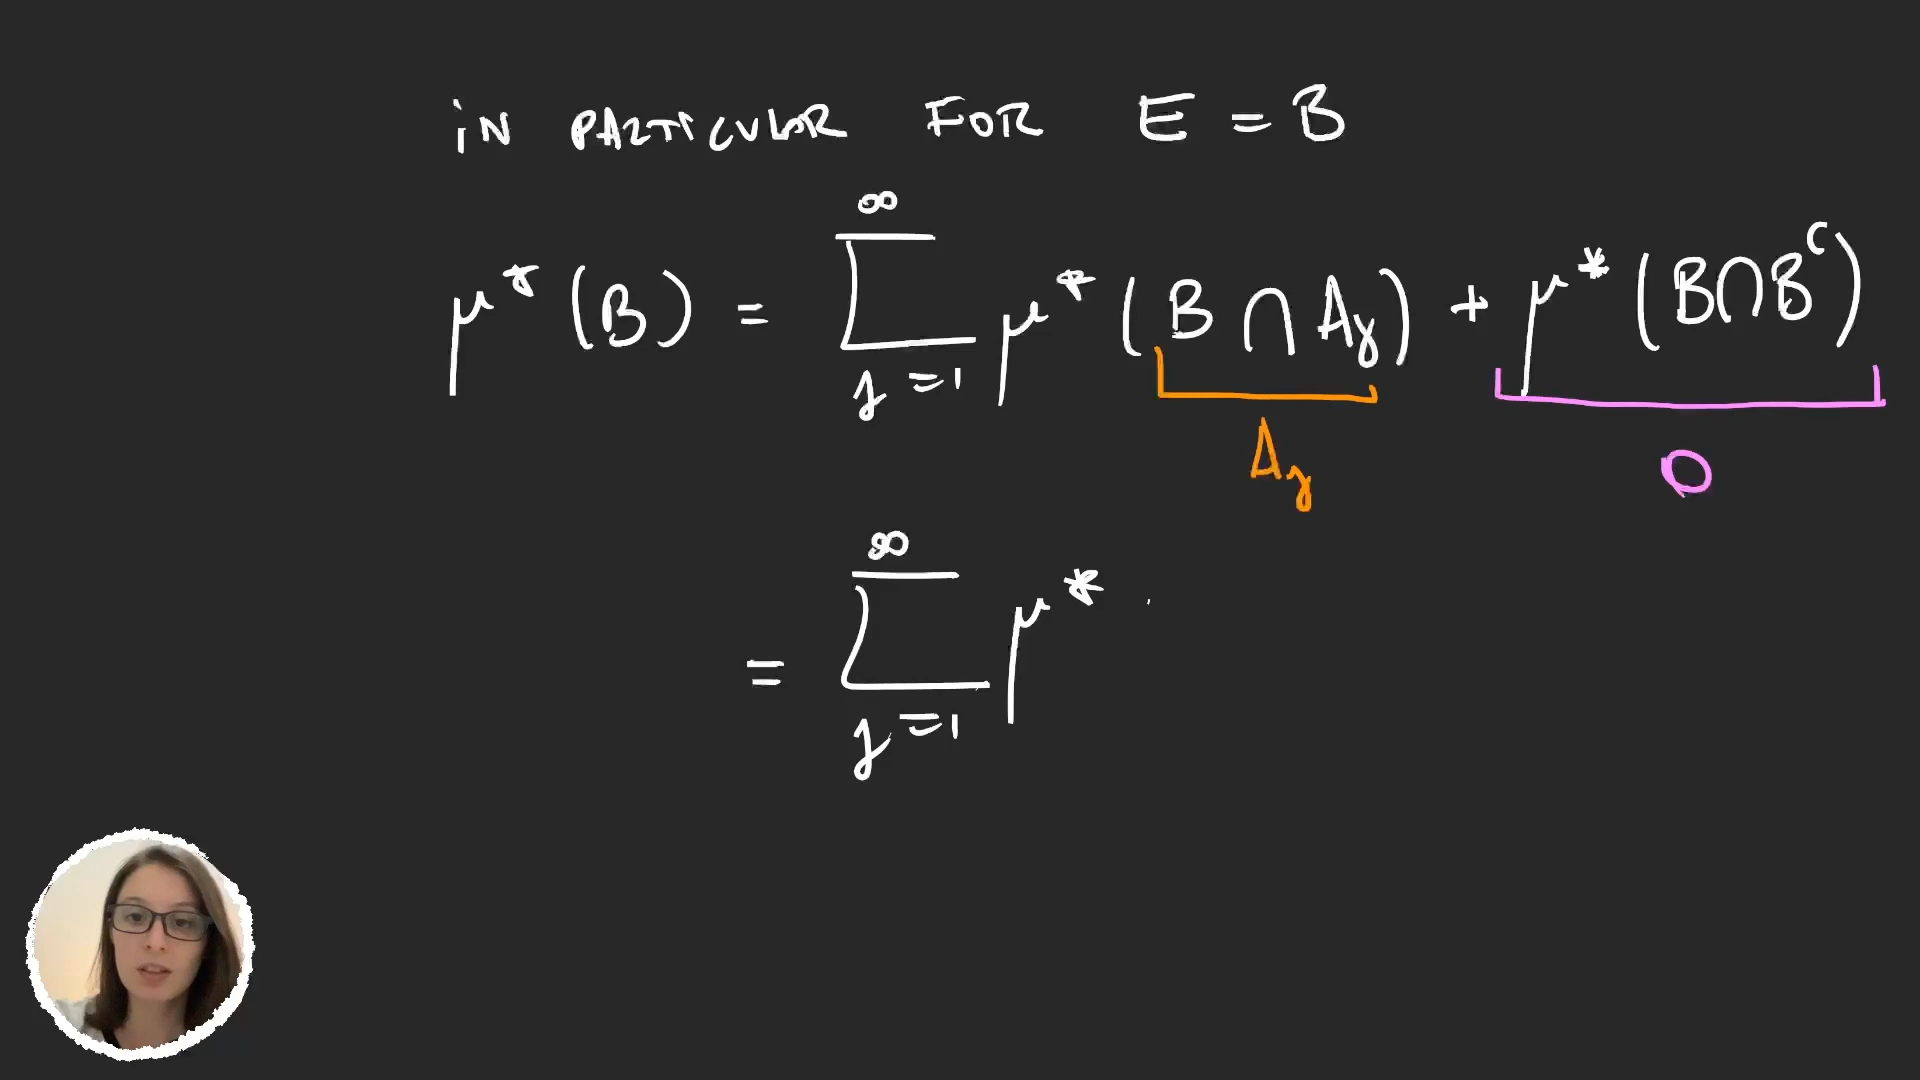 IN PARTICULAR FOR E = B
μ*(B) = ∑_{j=1}^{∞} μ*(B ∩ A_j) + μ*(B ∩ B^c)
A_j 0
= ∑_{j=1}^{∞} μ*